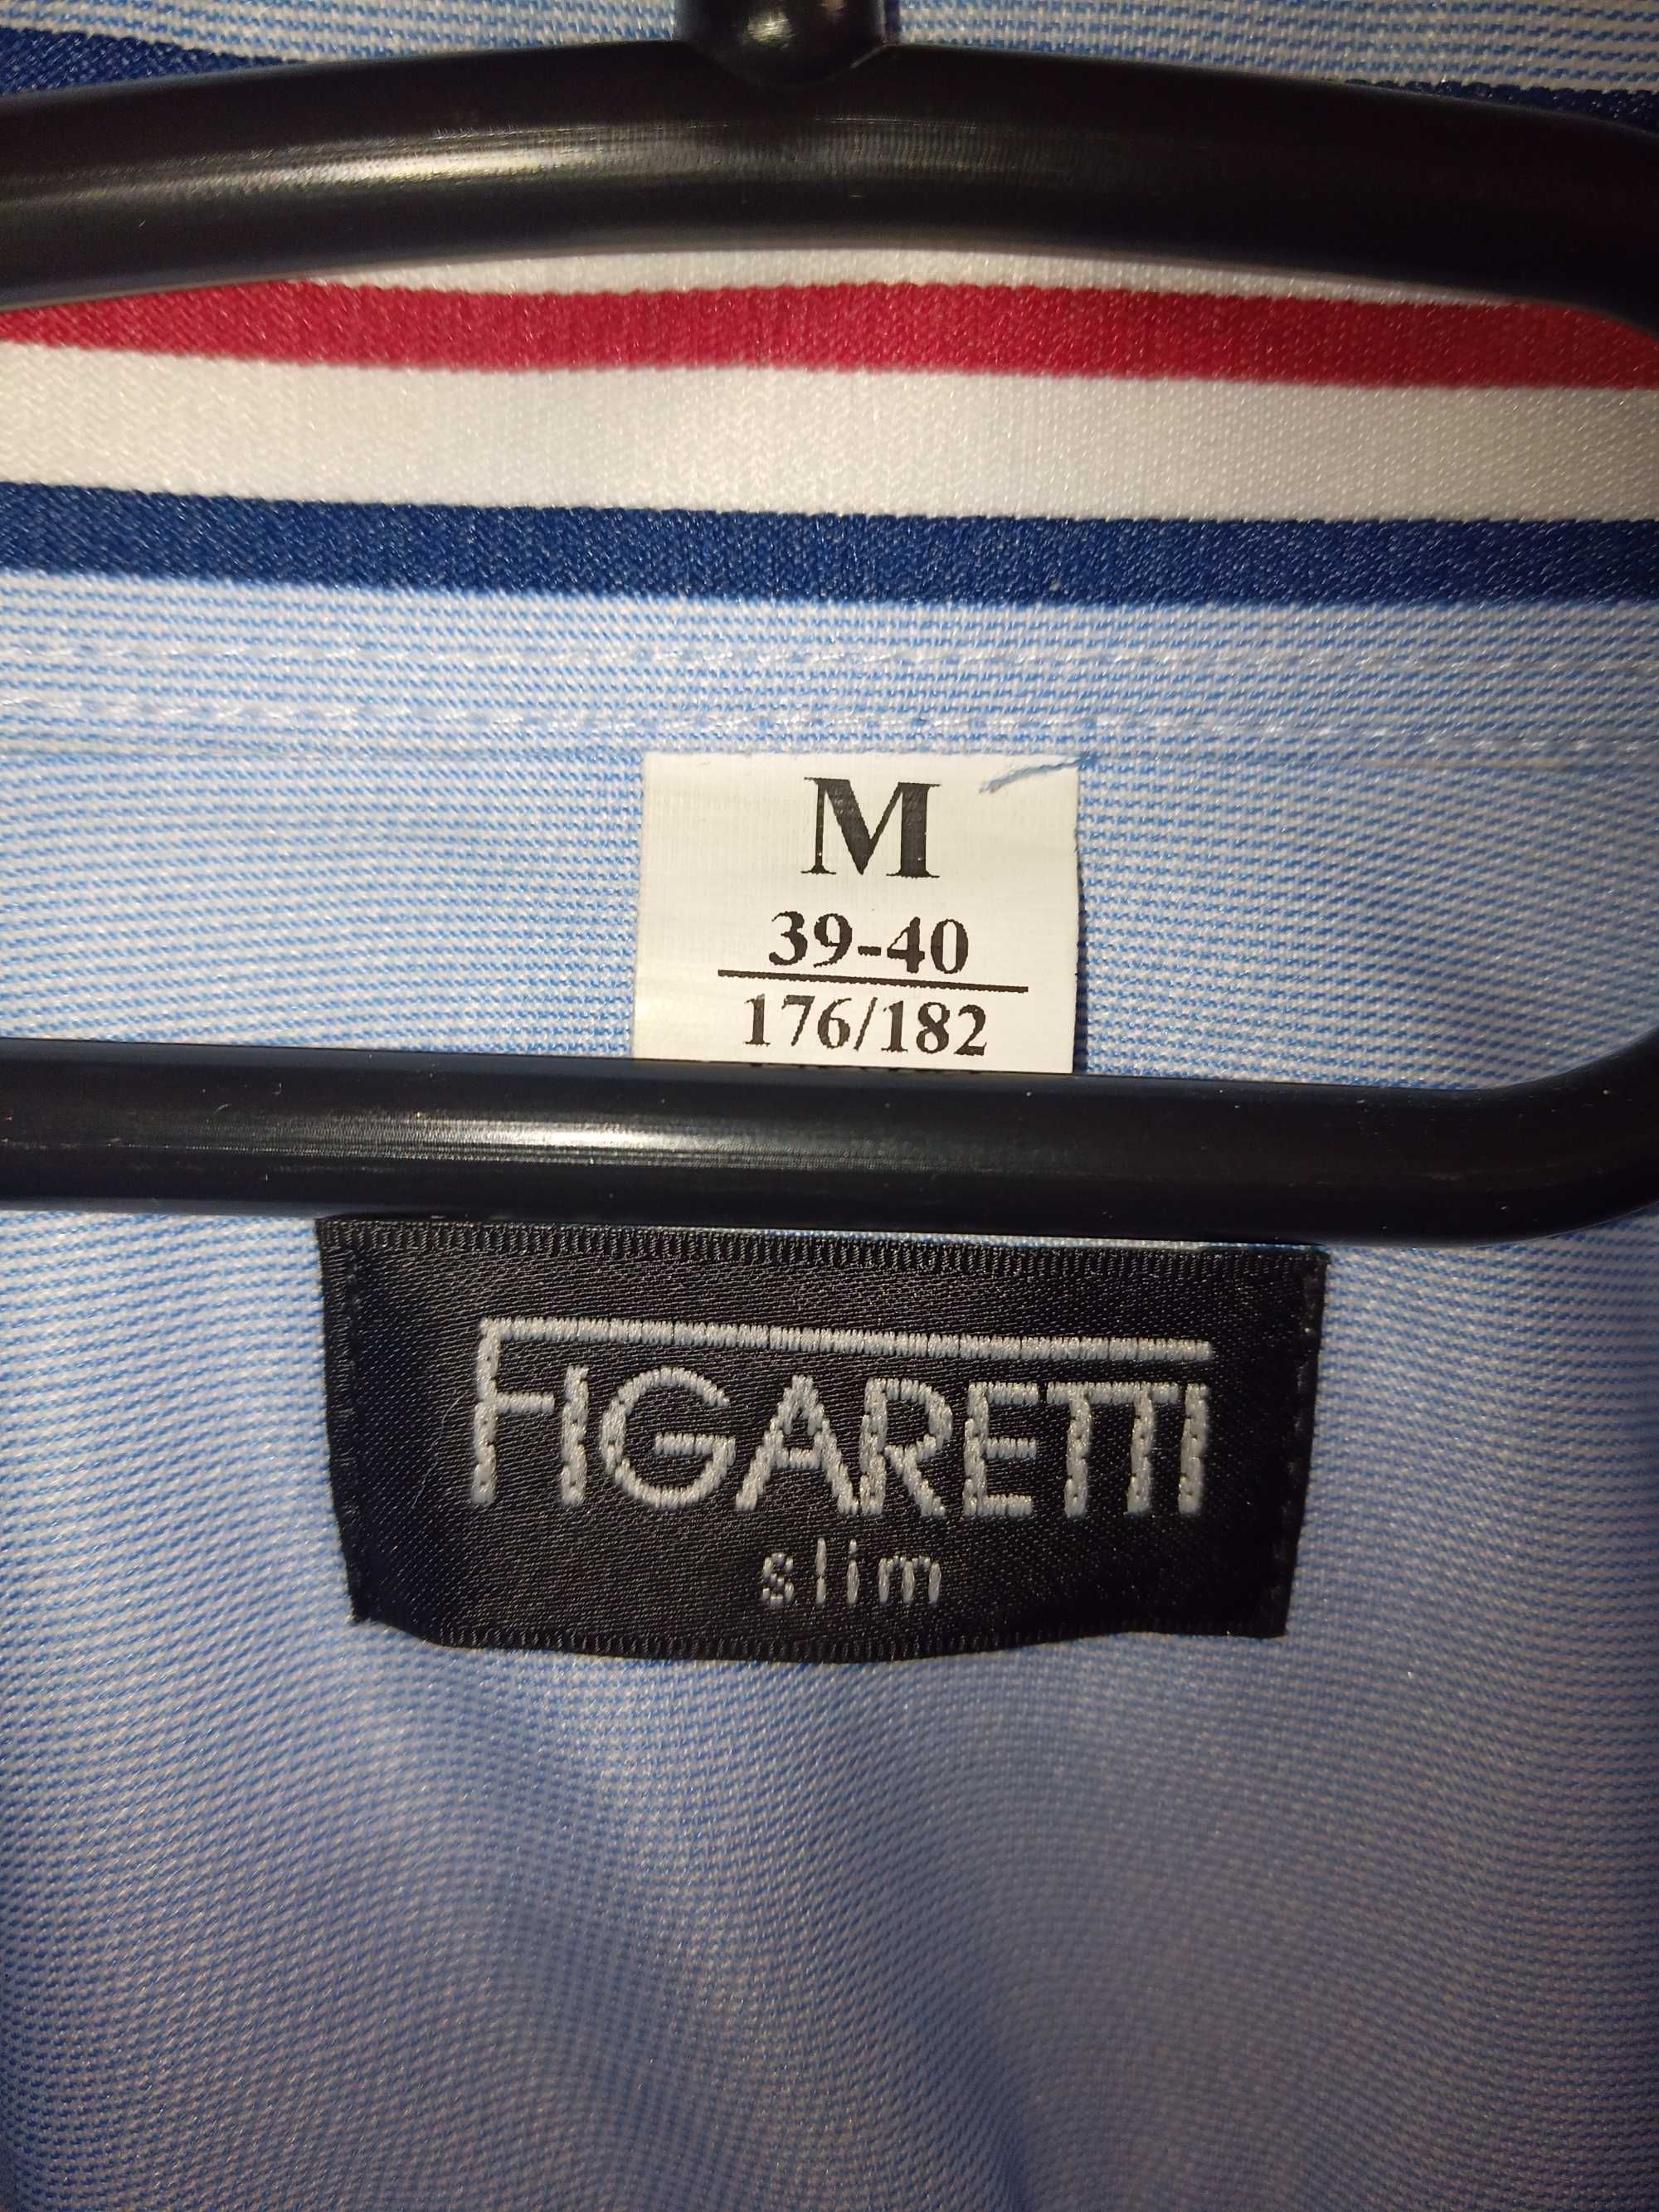 M
39-40
176/182
FIGARETTI
slim